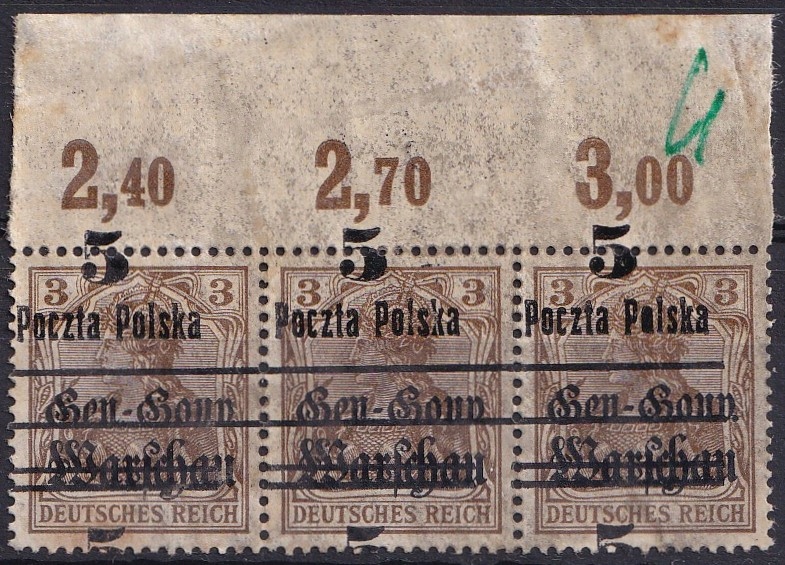 2,40 2,70 3,00
5 5 5
3 3 3 3 3 3
Poczta Polska Poczta Polska Poczta Polska
Gen-Gouv. Gen-Gouv. Gen-Gouv.
Warschau Warschau Warschau
DEUTSCHES REICH DEUTSCHES REICH DEUTSCHES REICH